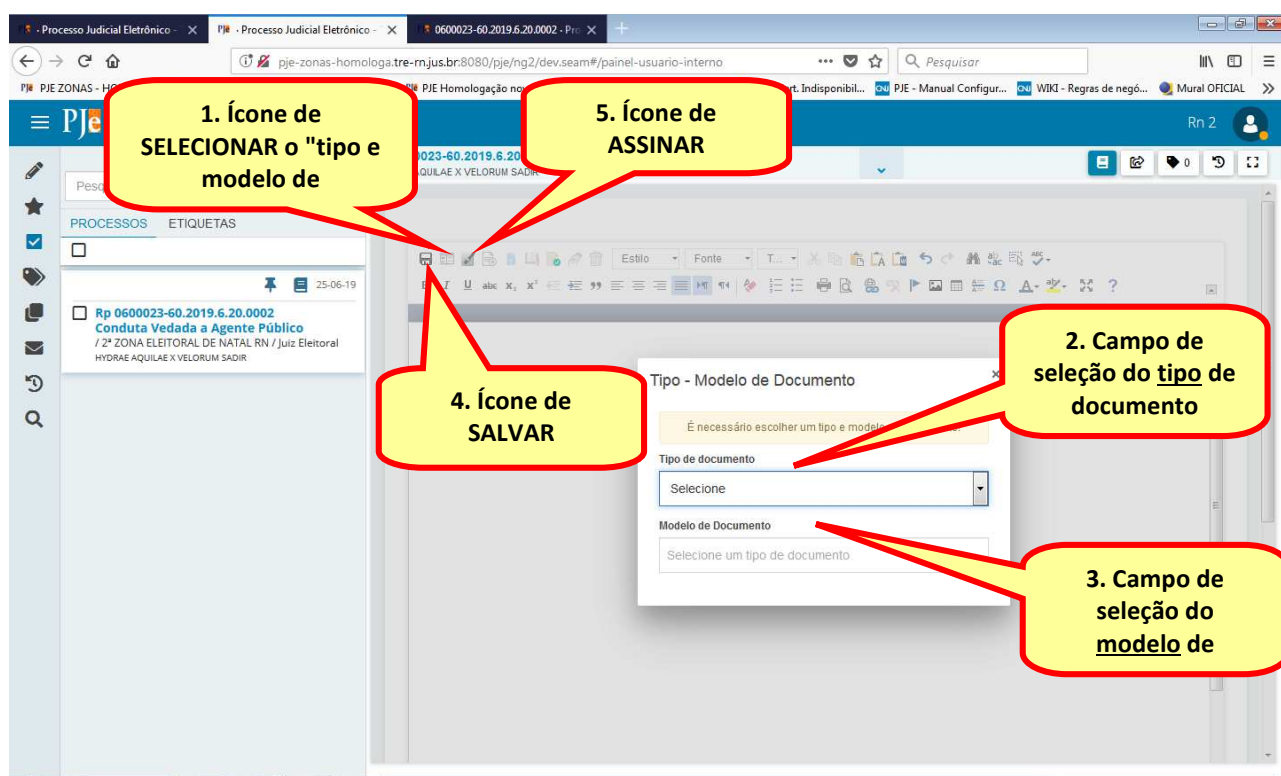 - Processo Judicial Eletrônico -
PJe - Processo Judicial Eletrônico -
0600023-60.2019.6.20.0002 - Pro
pje-zonas-homologa.tre-rn.jus.br:8080/pje/ng2/dev.seam#/painel-usuario-interno
Pesquisar
PJe PJE ZONAS - H
PJe PJE Homologação no
rt. Indisponibil...
CNJ PJE - Manual Configur...
CNJ WIKI - Regras de negó...
Mural OFICIAL
PJe
Rn 2
1. Ícone de
SELECIONAR o "tipo e
modelo de
5. Ícone de
ASSINAR
0023-60.2019.6.20
AQUILAE X VELORUM SADIR
0
Pesq
PROCESSOS ETIQUETAS
25-06-19
Rp 0600023-60.2019.6.20.0002
Conduta Vedada a Agente Público
/ 2ª ZONA ELEITORAL DE NATAL RN / Juiz Eleitoral
HYDRAE AQUILAE X VELORUM SADIR
Estilo Fonte T...
4. Ícone de
SALVAR
2. Campo de
seleção do tipo de
documento
Tipo - Modelo de Documento ×
É necessário escolher um tipo e modelo
Tipo de documento
Selecione
Modelo de Documento
Selecione um tipo de documento
3. Campo de
seleção do
modelo de